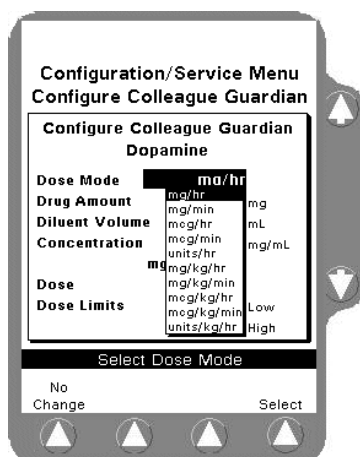 Configuration/Service Menu
Configure Colleague Guardian
Configure Colleague Guardian
Dopamine
Dose Mode mg/hr
Drug Amount mg
Diluent Volume mL
Concentration mg/mL
mg
Dose
Dose Limits Low
High
mg/hr
mg/min
mcg/hr
mcg/min
units/hr
mg/kg/hr
mg/kg/min
mcg/kg/hr
mcg/kg/min
units/kg/hr
Select Dose Mode
No
Change Select